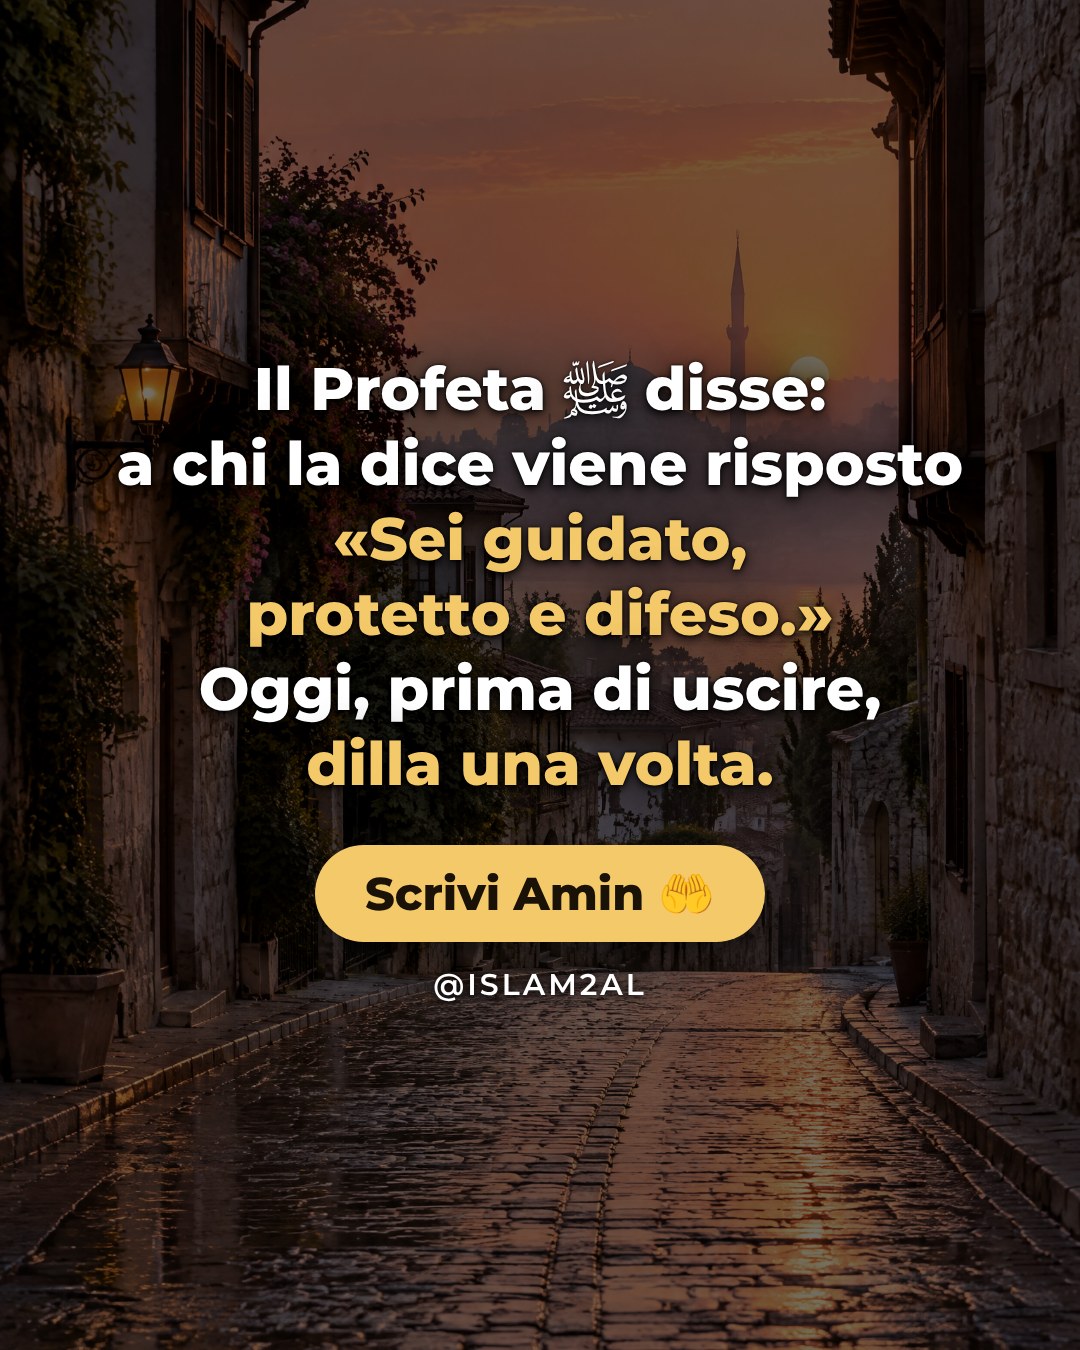 Il Profeta ﷺ disse:
a chi la dice viene risposto
«Sei guidato,
protetto e difeso.»
Oggi, prima di uscire,
dilla una volta.
Scrivi Amin 🤲
@ISLAM2AL